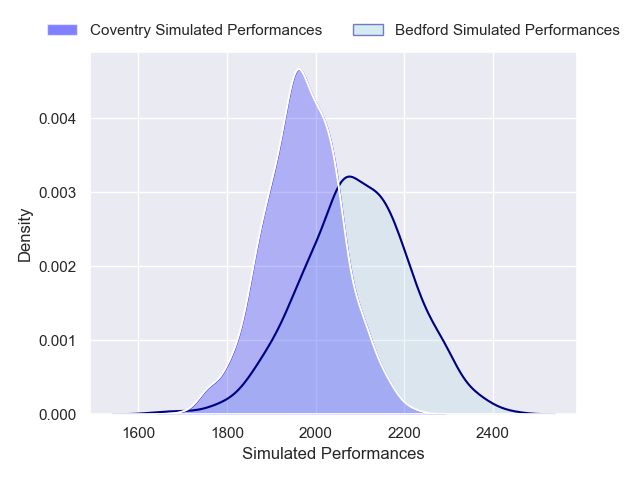 Coventry Simulated Performances Bedford Simulated Performances
0.004
0.003
0.002
0.001
0.000
Density
1600 1800 2000 2200 2400
Simulated Performances